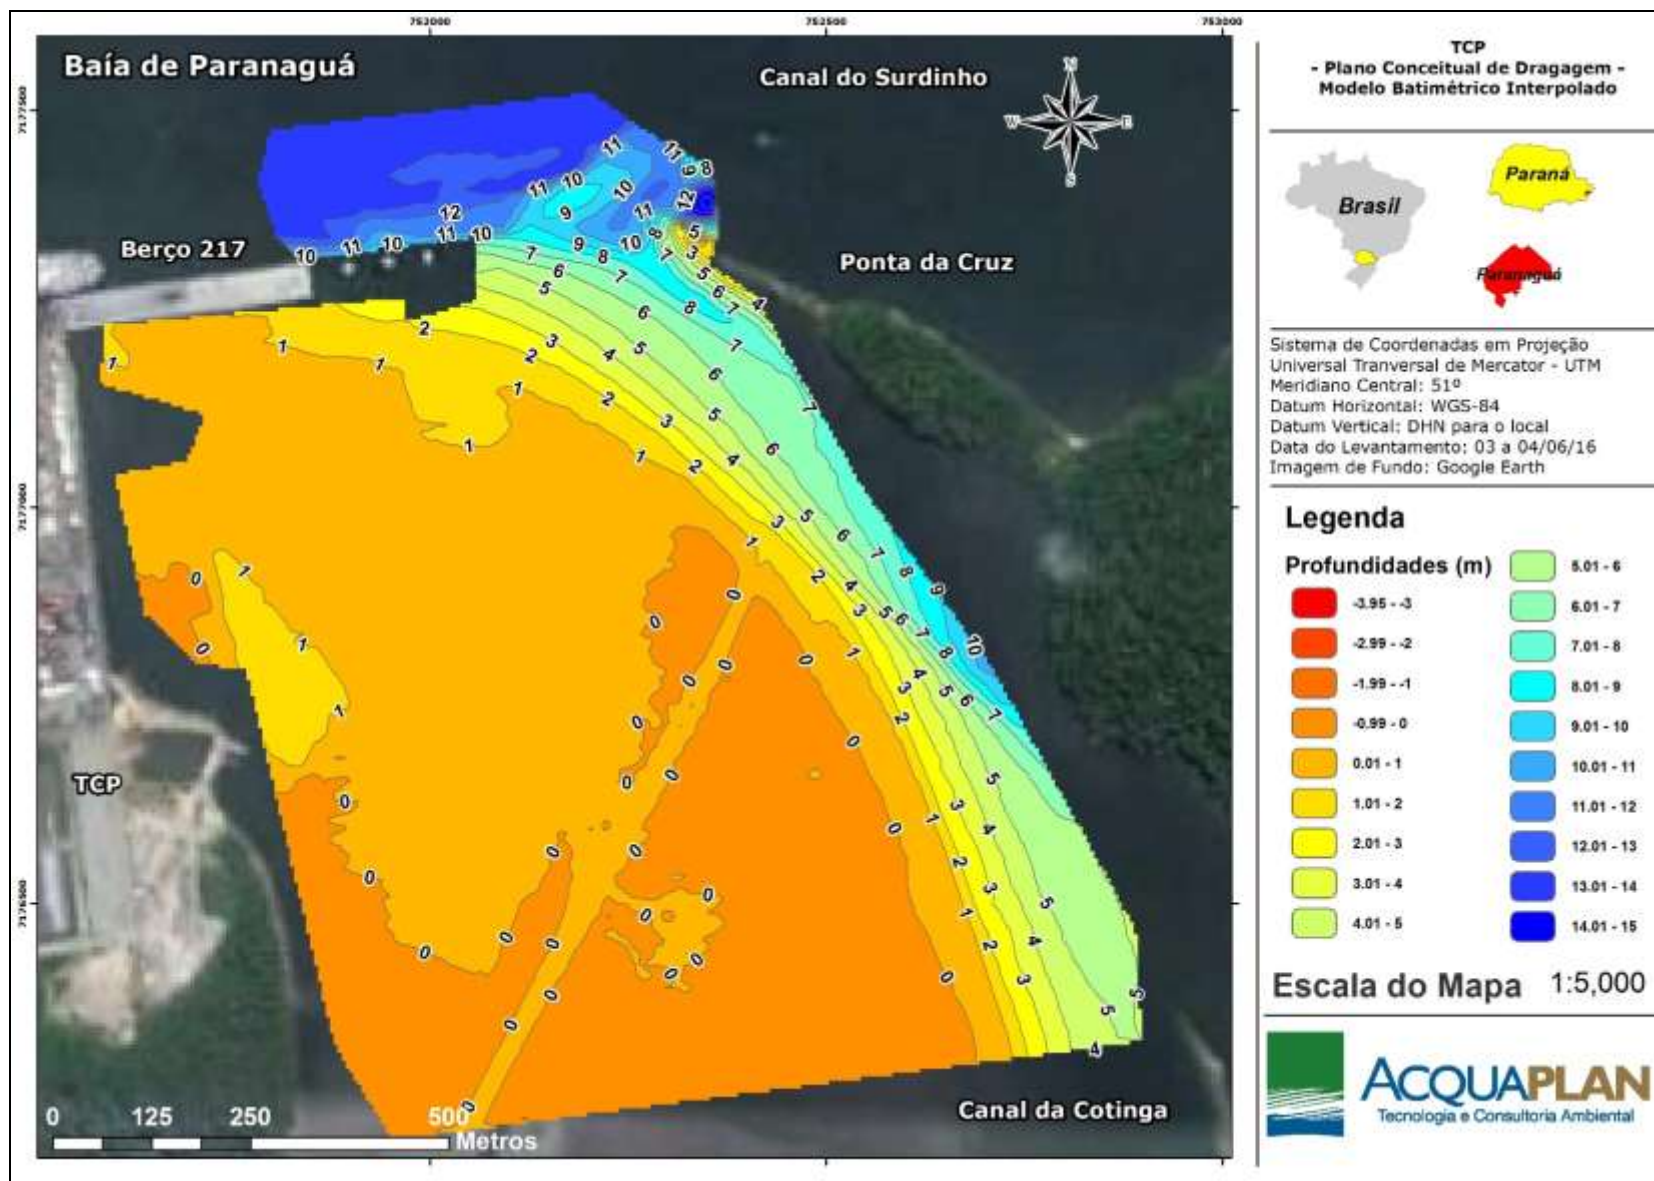 752000
752500
753000
7177500
7177000
7176500
Baía de Paranaguá
Canal do Surdinho
N
W
E
S
Berço 217
Ponta da Cruz
TCP
Canal da Cotinga
0 125 250 500
Metros
TCP
- Plano Conceitual de Dragagem -
Modelo Batimétrico Interpolado
Brasil
Paraná
Paranaguá
Sistema de Coordenadas em Projeção
Universal Tranversal de Mercator - UTM
Meridiano Central: 51º
Datum Horizontal: WGS-84
Datum Vertical: DHN para o local
Data do Levantamento: 03 a 04/06/16
Imagem de Fundo: Google Earth
Legenda
Profundidades (m)
-3.95 - -3
-2.99 - -2
-1.99 - -1
-0.99 - 0
0.01 - 1
1.01 - 2
2.01 - 3
3.01 - 4
4.01 - 5
5.01 - 6
6.01 - 7
7.01 - 8
8.01 - 9
9.01 - 10
10.01 - 11
11.01 - 12
12.01 - 13
13.01 - 14
14.01 - 15
Escala do Mapa 1:5,000
ACQUAPLAN
Tecnologia e Consultoria Ambiental